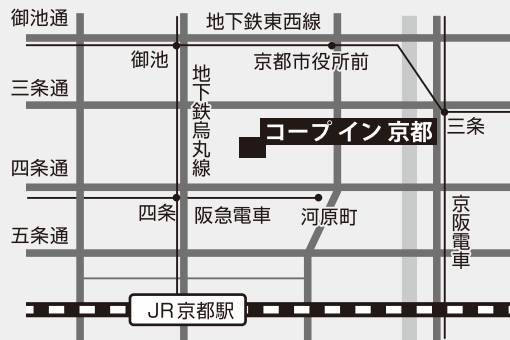 御池通
地下鉄東西線
御池
京都市役所前
三条通
地下鉄烏丸線
コープ イン 京都
三条
四条通
四条
阪急電車
河原町
京阪電車
五条通
JR京都駅